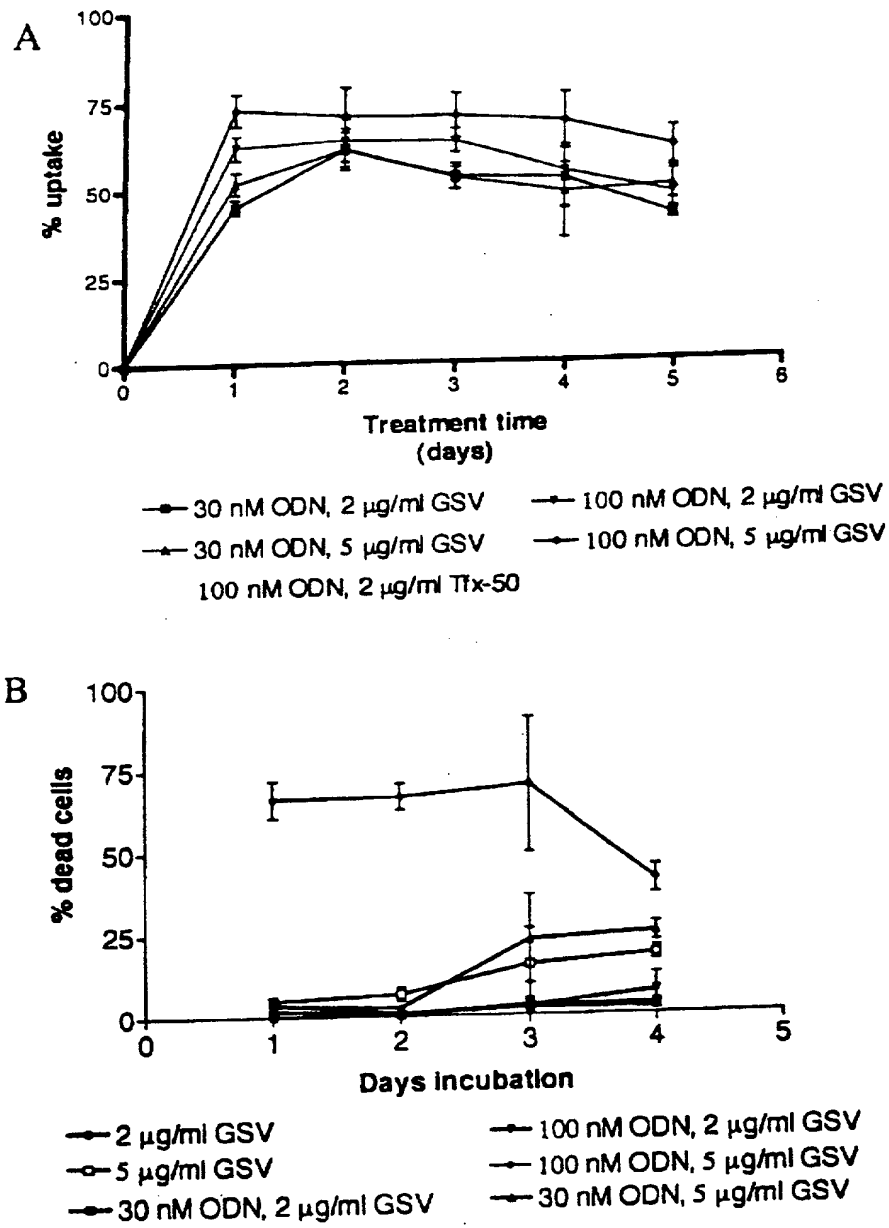 A
100
75
50
25
0
% uptake
0 1 2 3 4 5 6
Treatment time
(days)
30 nM ODN, 2 µg/ml GSV
100 nM ODN, 2 µg/ml GSV
30 nM ODN, 5 µg/ml GSV
100 nM ODN, 5 µg/ml GSV
100 nM ODN, 2 µg/ml Tfx-50
B
100
75
50
25
0
% dead cells
0 1 2 3 4 5
Days incubation
2 µg/ml GSV
100 nM ODN, 2 µg/ml GSV
5 µg/ml GSV
100 nM ODN, 5 µg/ml GSV
30 nM ODN, 2 µg/ml GSV
30 nM ODN, 5 µg/ml GSV